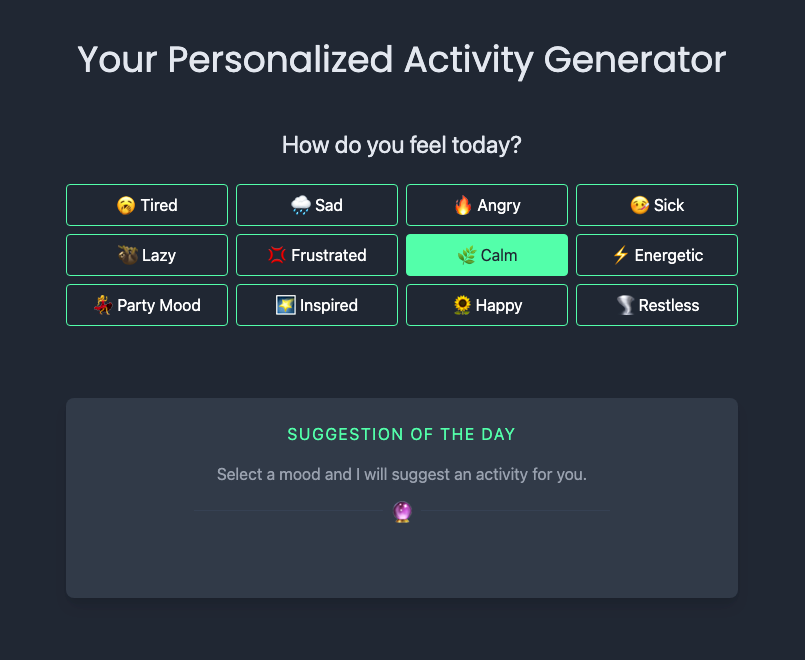 Your Personalized Activity Generator
How do you feel today?
😪 Tired
🌧️ Sad
🔥 Angry
🤒 Sick
🦥 Lazy
💢 Frustrated
🌿 Calm
⚡ Energetic
💃 Party Mood
🌠 Inspired
🌻 Happy
🌪️ Restless
SUGGESTION OF THE DAY
Select a mood and I will suggest an activity for you.
🔮